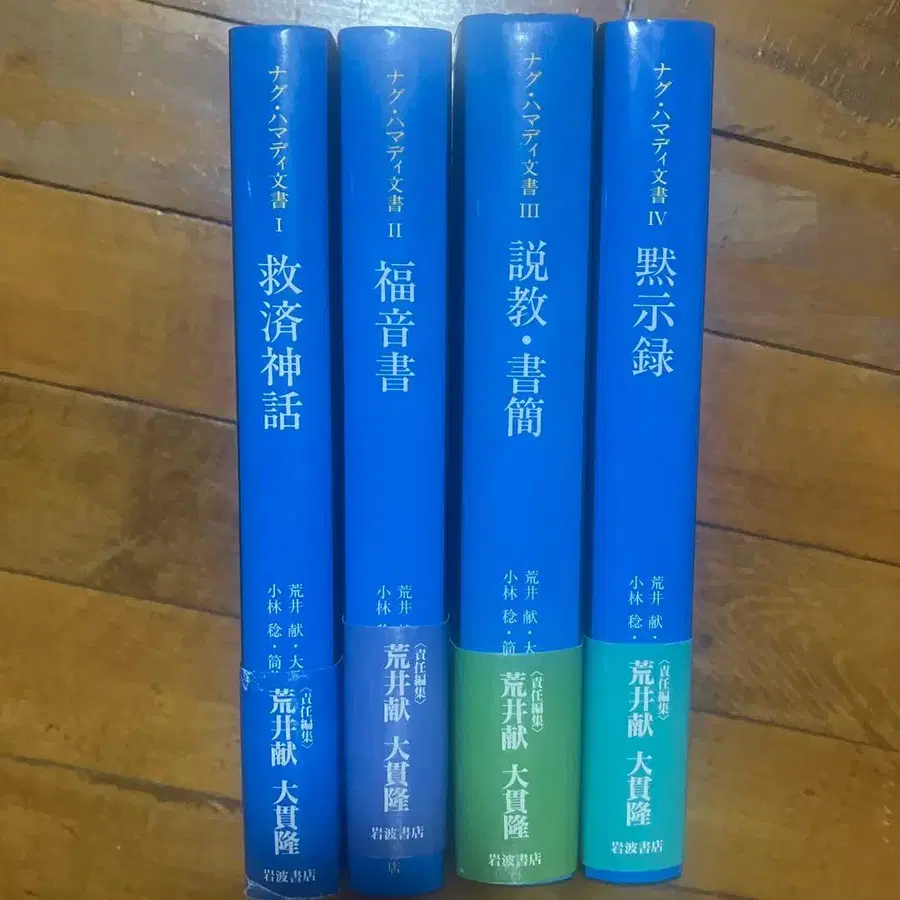 ナグ・ハマディ文書 I
救済神話
荒井 献・大
小林 稔・筒
〈責任編集〉
荒井献 大貫隆
岩波書店
ナグ・ハマディ文書 II
福音書
荒井
小林
〈責任編集〉
荒井献 大貫隆
岩波書店
店
ナグ・ハマディ文書 III
説教・書簡
荒井 献・大
小林 稔・筒
〈責任編集〉
荒井献 大貫隆
岩波書店
ナグ・ハマディ文書 IV
黙示録
荒井 献・
小林 稔・
〈責任編集〉
荒井献 大貫隆
岩波書店